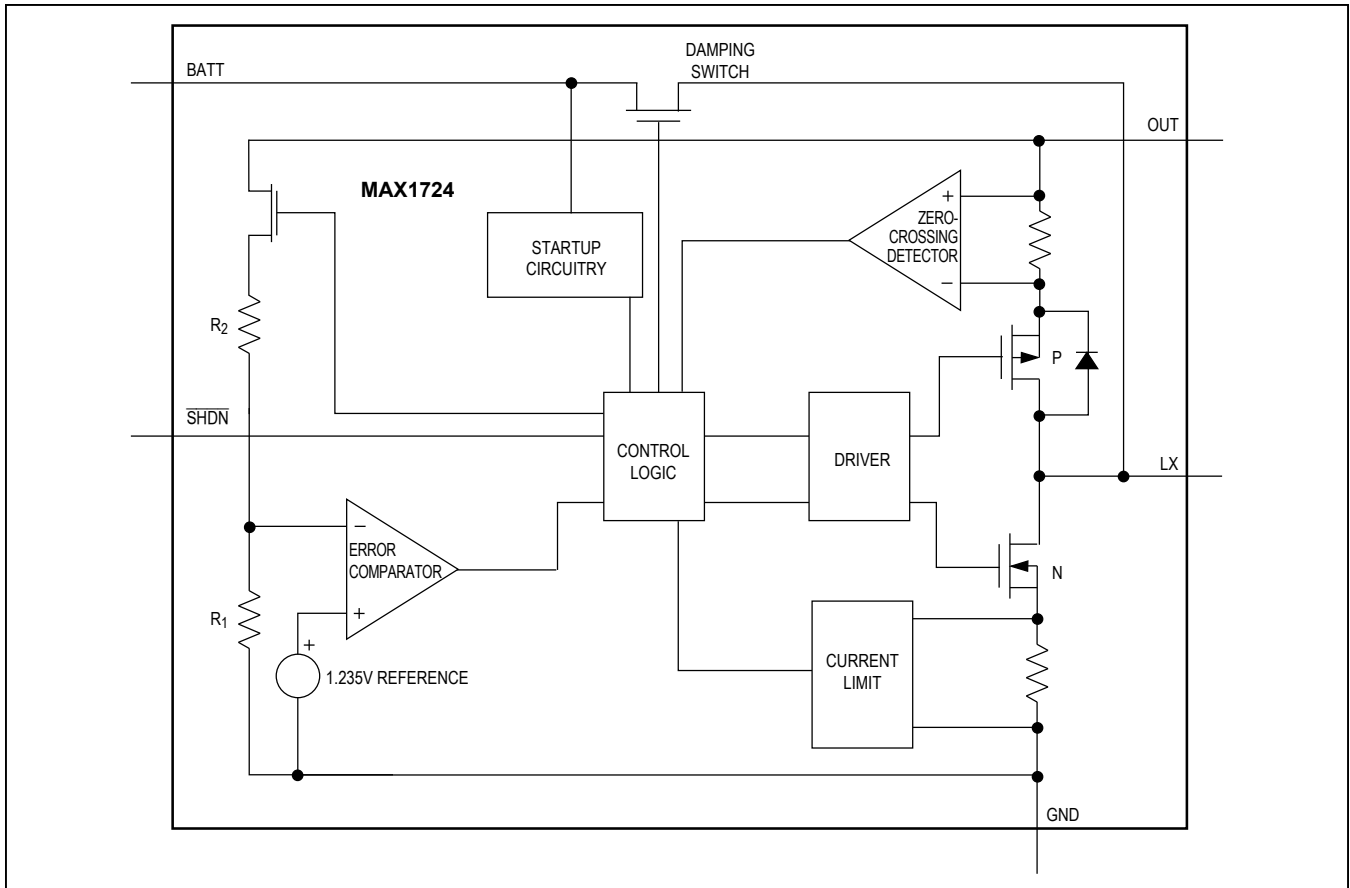 DAMPING
SWITCH
BATT
OUT
MAX1724
+
ZERO-
CROSSING
DETECTOR
−
STARTUP
CIRCUITRY
R2
P
SHDN
CONTROL
LOGIC
DRIVER
LX
−
ERROR
COMPARATOR
+
N
R1
+
1.235V REFERENCE
CURRENT
LIMIT
GND